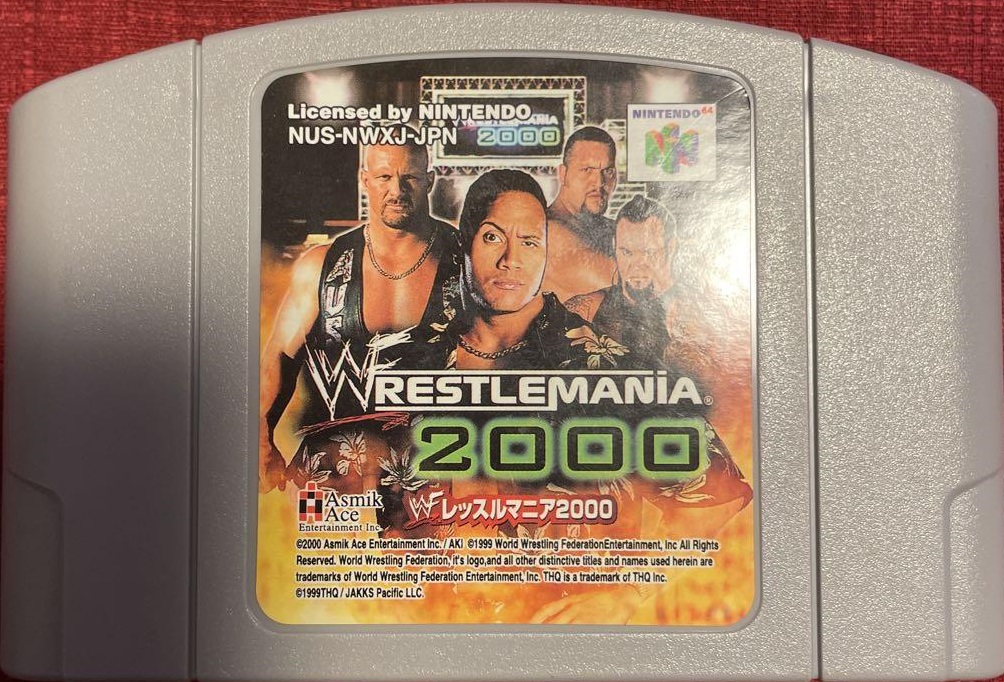 Licensed by NINTENDO
NUS-NWXJ-JPN
WRESTLEMANIA
2000
NINTENDO64
WRESTLEMANIA®
2000
Asmik
Ace
Entertainment Inc
WF レッスルマニア2000
©2000 Asmik Ace Entertainment Inc. / AKI ©1999 World Wrestling FederationEntertainment, Inc All Rights
Reserved. World Wrestling Federation, it's logo,and all other distinctive titles and names used herein are
trademarks of World Wrestling Federation Entertainment, Inc. THQ is a trademark of THQ Inc.
©1999THQ / JAKKS Pacific LLC.